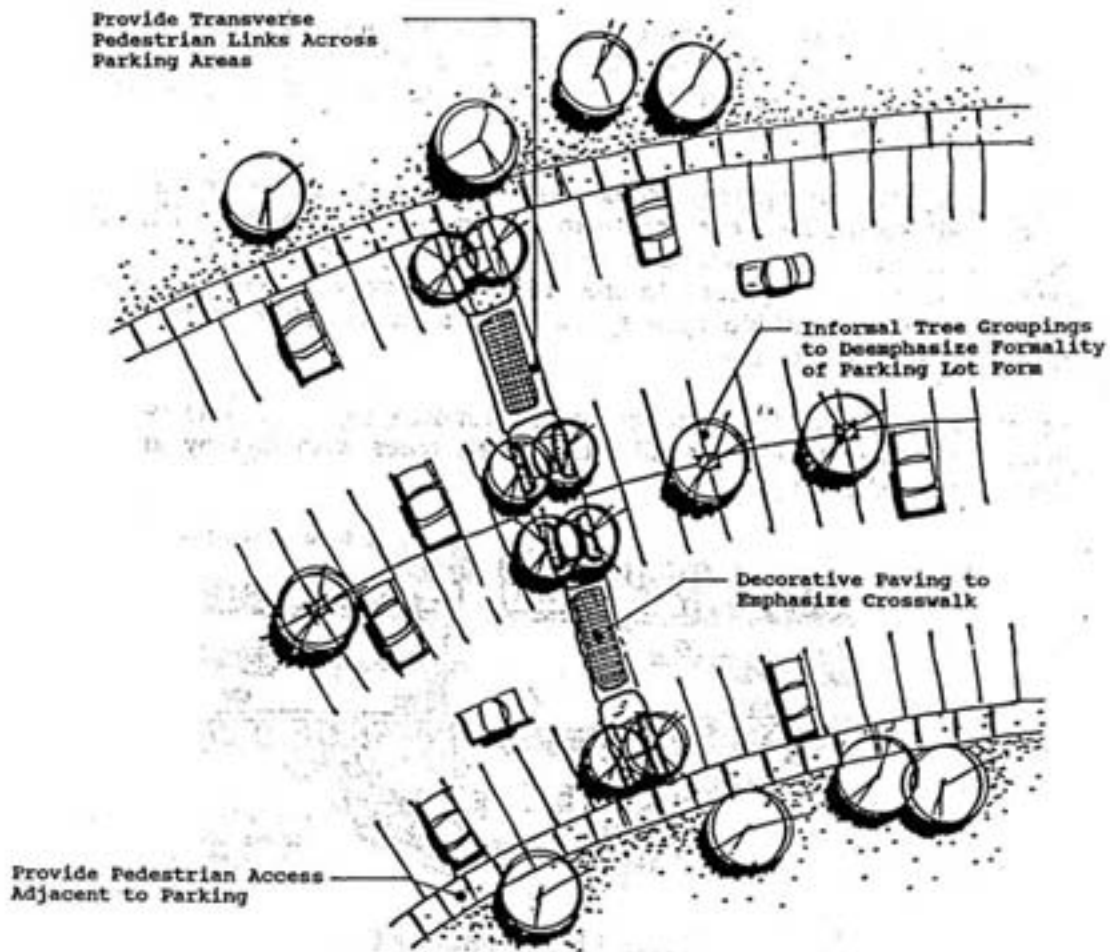 Provide Transverse
Pedestrian Links Across
Parking Areas
Informal Tree Groupings
to Deemphasize Formality
of Parking Lot Form
Decorative Paving to
Emphasize Crosswalk
Provide Pedestrian Access
Adjacent to Parking